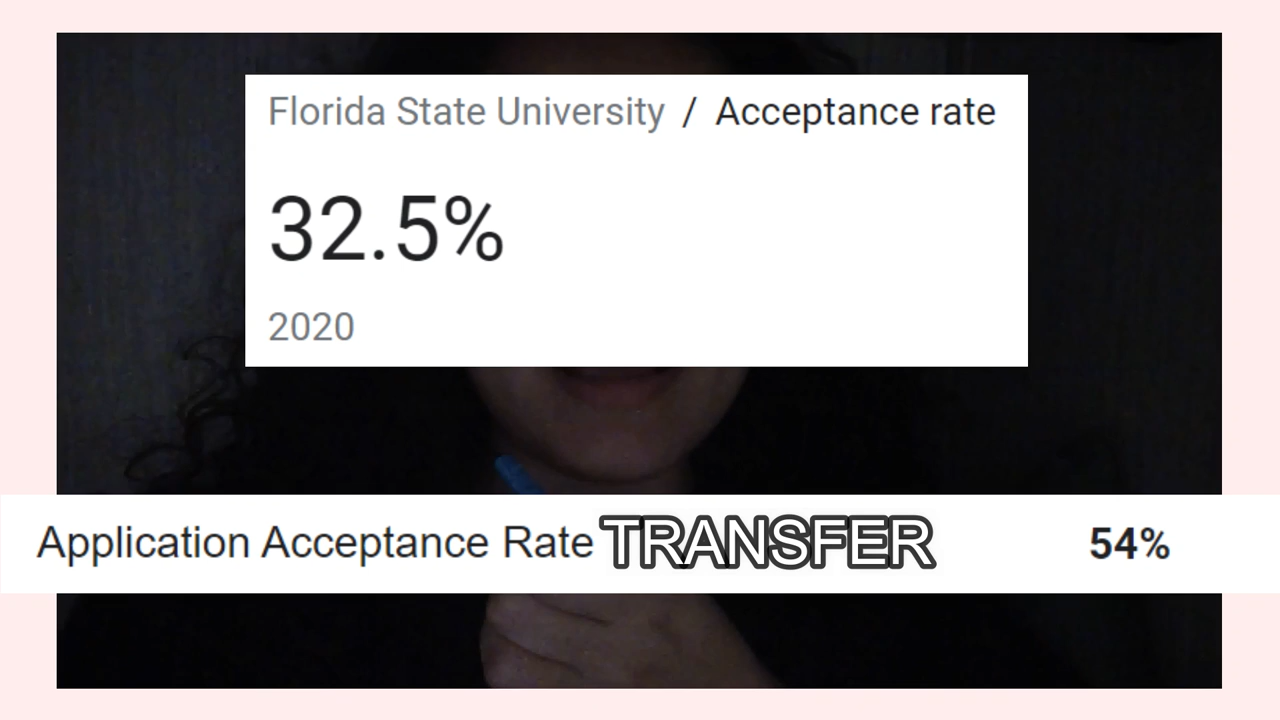 Florida State University / Acceptance rate
32.5%
2020
Application Acceptance Rate TRANSFER 54%